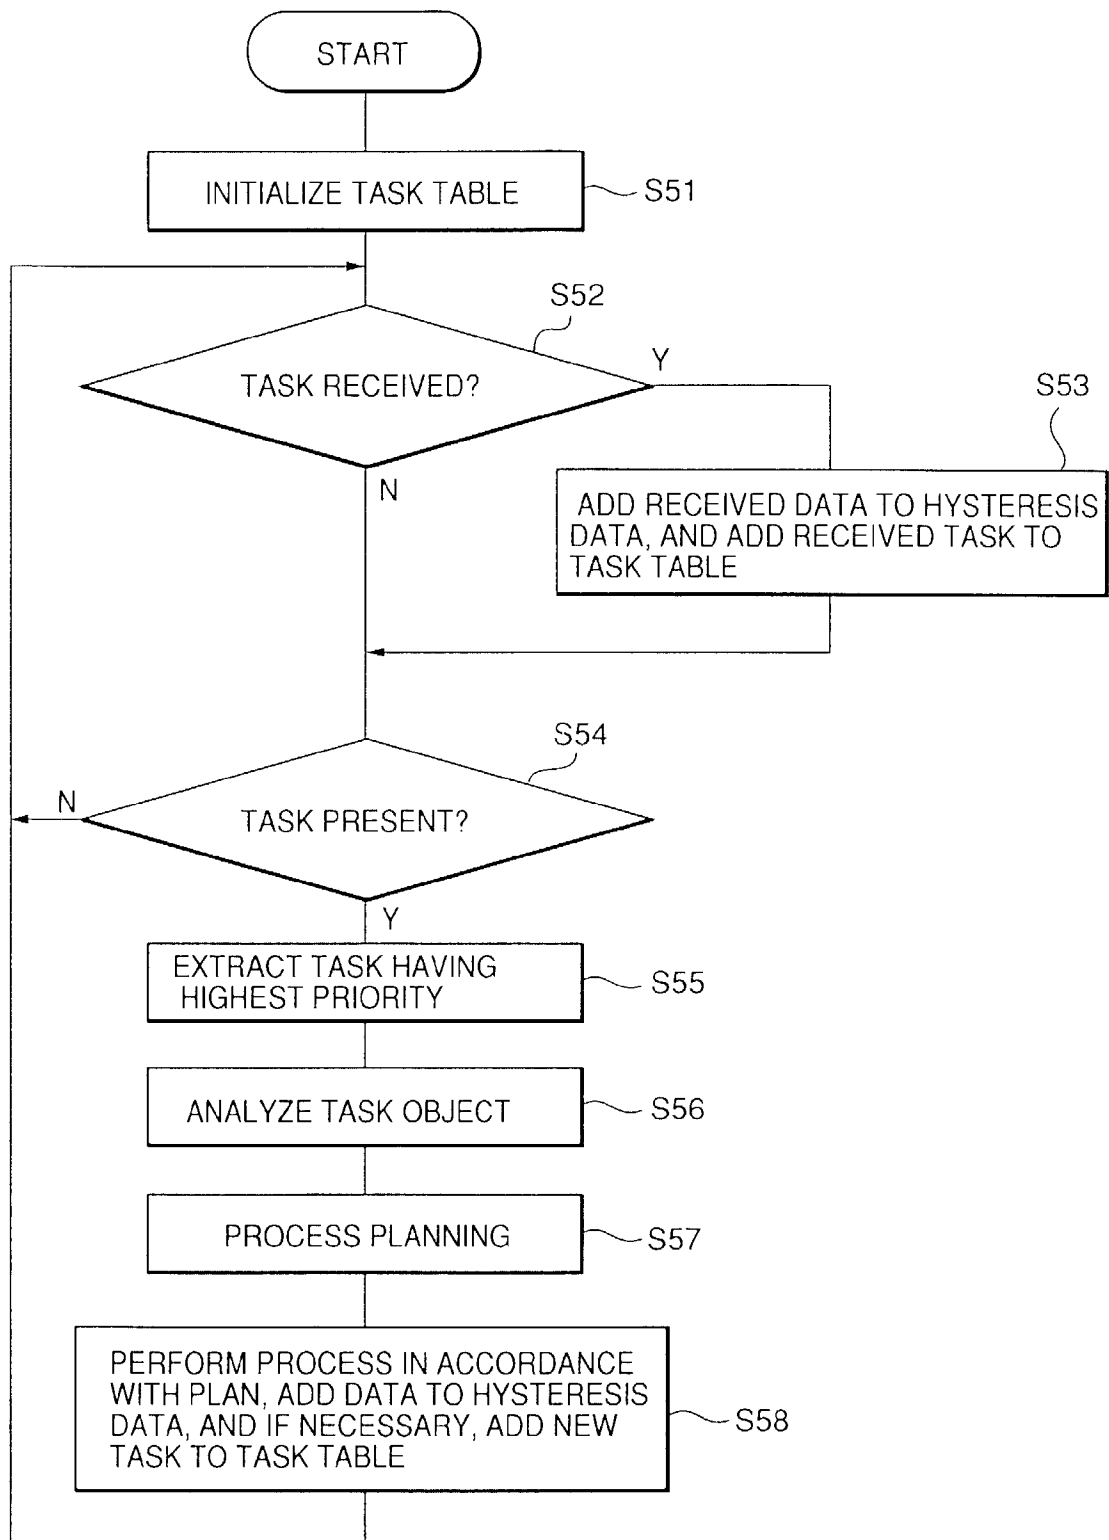 START
INITIALIZE TASK TABLE
S51
S52
TASK RECEIVED?
Y
N
S53
ADD RECEIVED DATA TO HYSTERESIS
DATA, AND ADD RECEIVED TASK TO
TASK TABLE
S54
TASK PRESENT?
N
Y
EXTRACT TASK HAVING
HIGHEST PRIORITY
S55
ANALYZE TASK OBJECT
S56
PROCESS PLANNING
S57
PERFORM PROCESS IN ACCORDANCE
WITH PLAN, ADD DATA TO HYSTERESIS
DATA, AND IF NECESSARY, ADD NEW
TASK TO TASK TABLE
S58